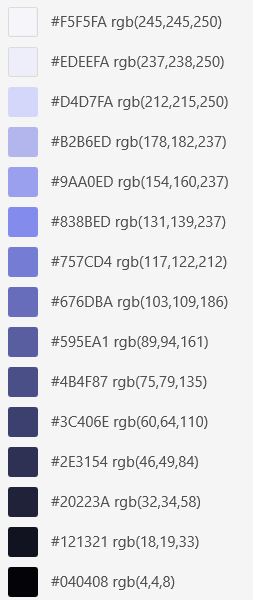 #F5F5FA rgb(245,245,250)
#EDEEFA rgb(237,238,250)
#D4D7FA rgb(212,215,250)
#B2B6ED rgb(178,182,237)
#9AA0ED rgb(154,160,237)
#838BED rgb(131,139,237)
#757CD4 rgb(117,122,212)
#676DBA rgb(103,109,186)
#595EA1 rgb(89,94,161)
#4B4F87 rgb(75,79,135)
#3C406E rgb(60,64,110)
#2E3154 rgb(46,49,84)
#20223A rgb(32,34,58)
#121321 rgb(18,19,33)
#040408 rgb(4,4,8)